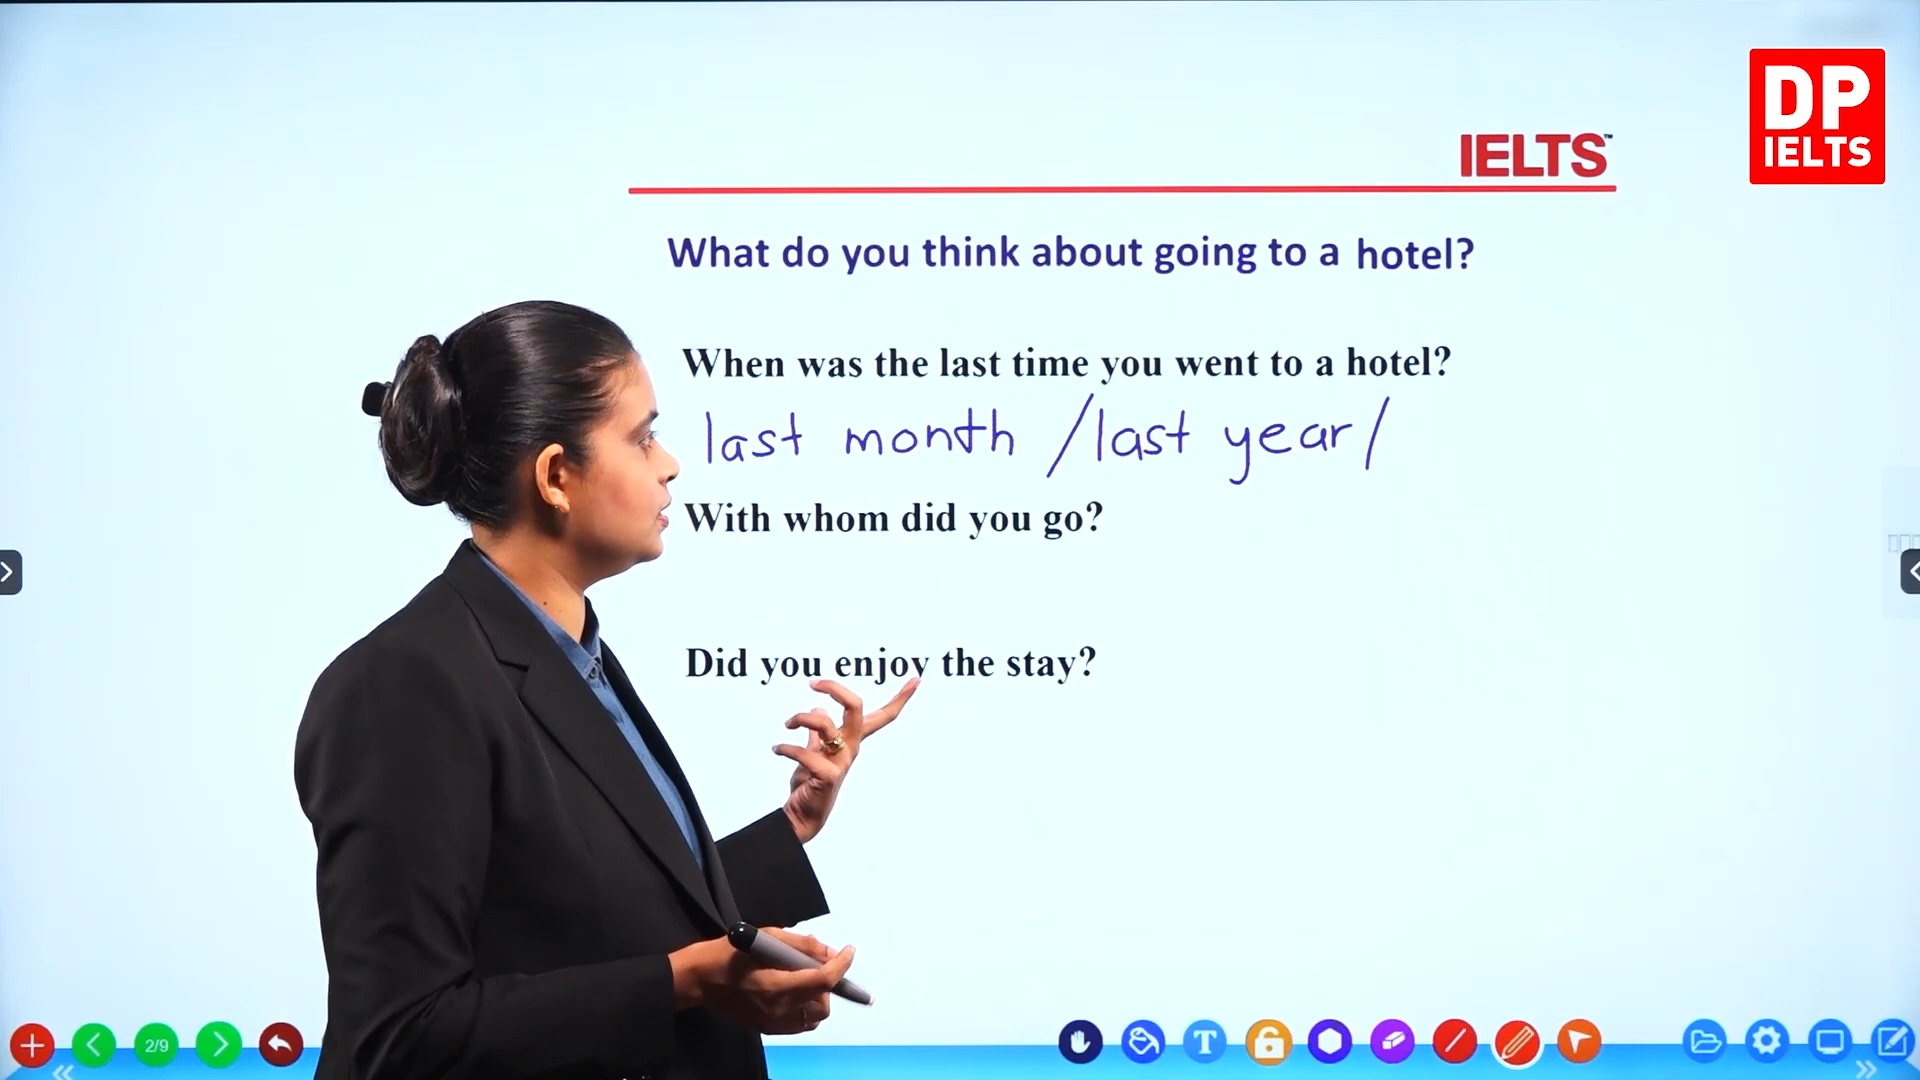 DP
IELTS
IELTS™
What do you think about going to a hotel?
When was the last time you went to a hotel?
last month / last year /
With whom did you go?
Did you enjoy the stay?
2/9
T